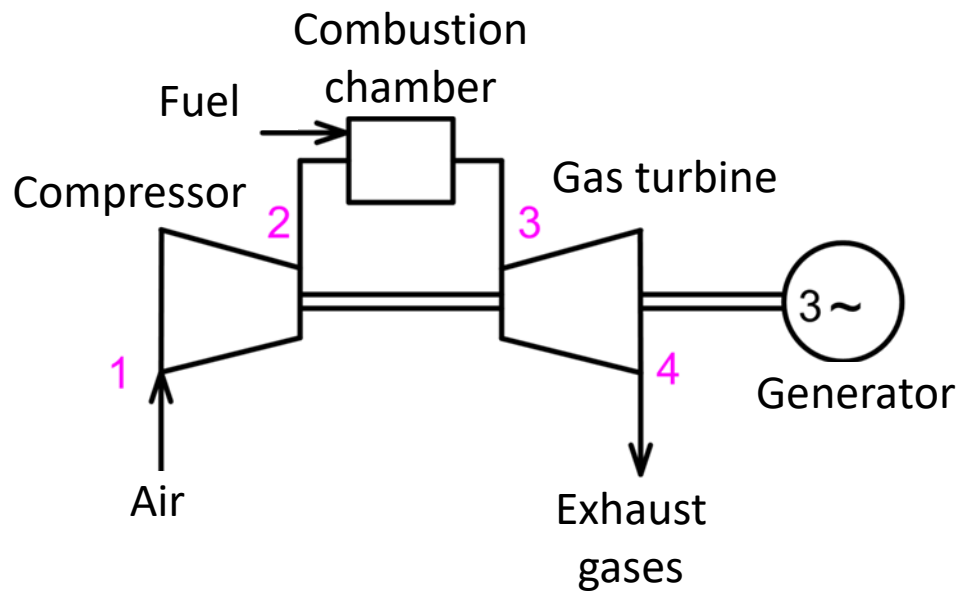 Combustion
chamber
Fuel
Compressor
Gas turbine
2
3
3 ~
1
4
Generator
Air
Exhaust
gases